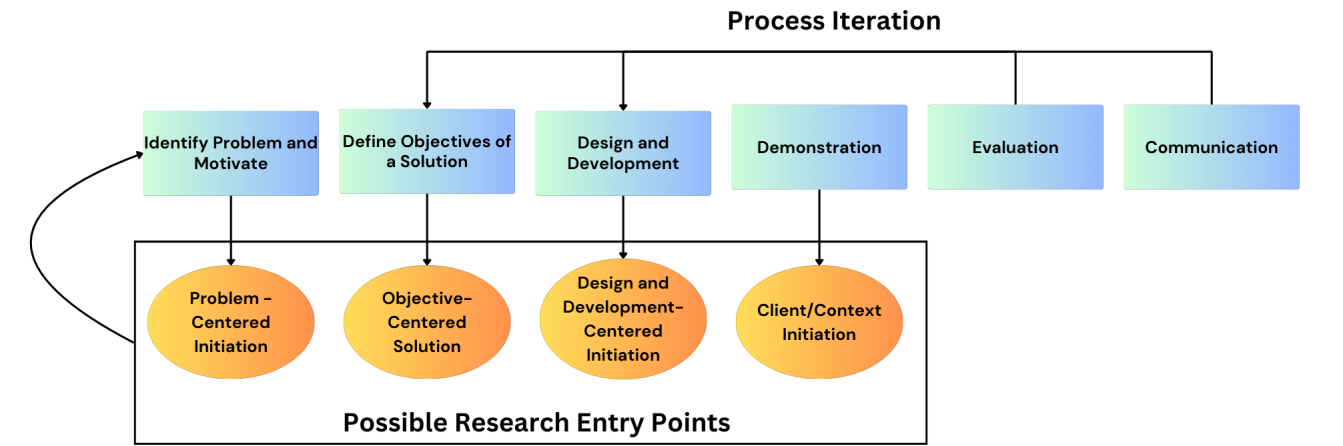 Process Iteration
Identify Problem and
Motivate
Define Objectives of
a Solution
Design and
Development
Demonstration
Evaluation
Communication
Problem -
Centered
Initiation
Objective-
Centered
Solution
Design and
Development-
Centered
Initiation
Client/Context
Initiation
Possible Research Entry Points